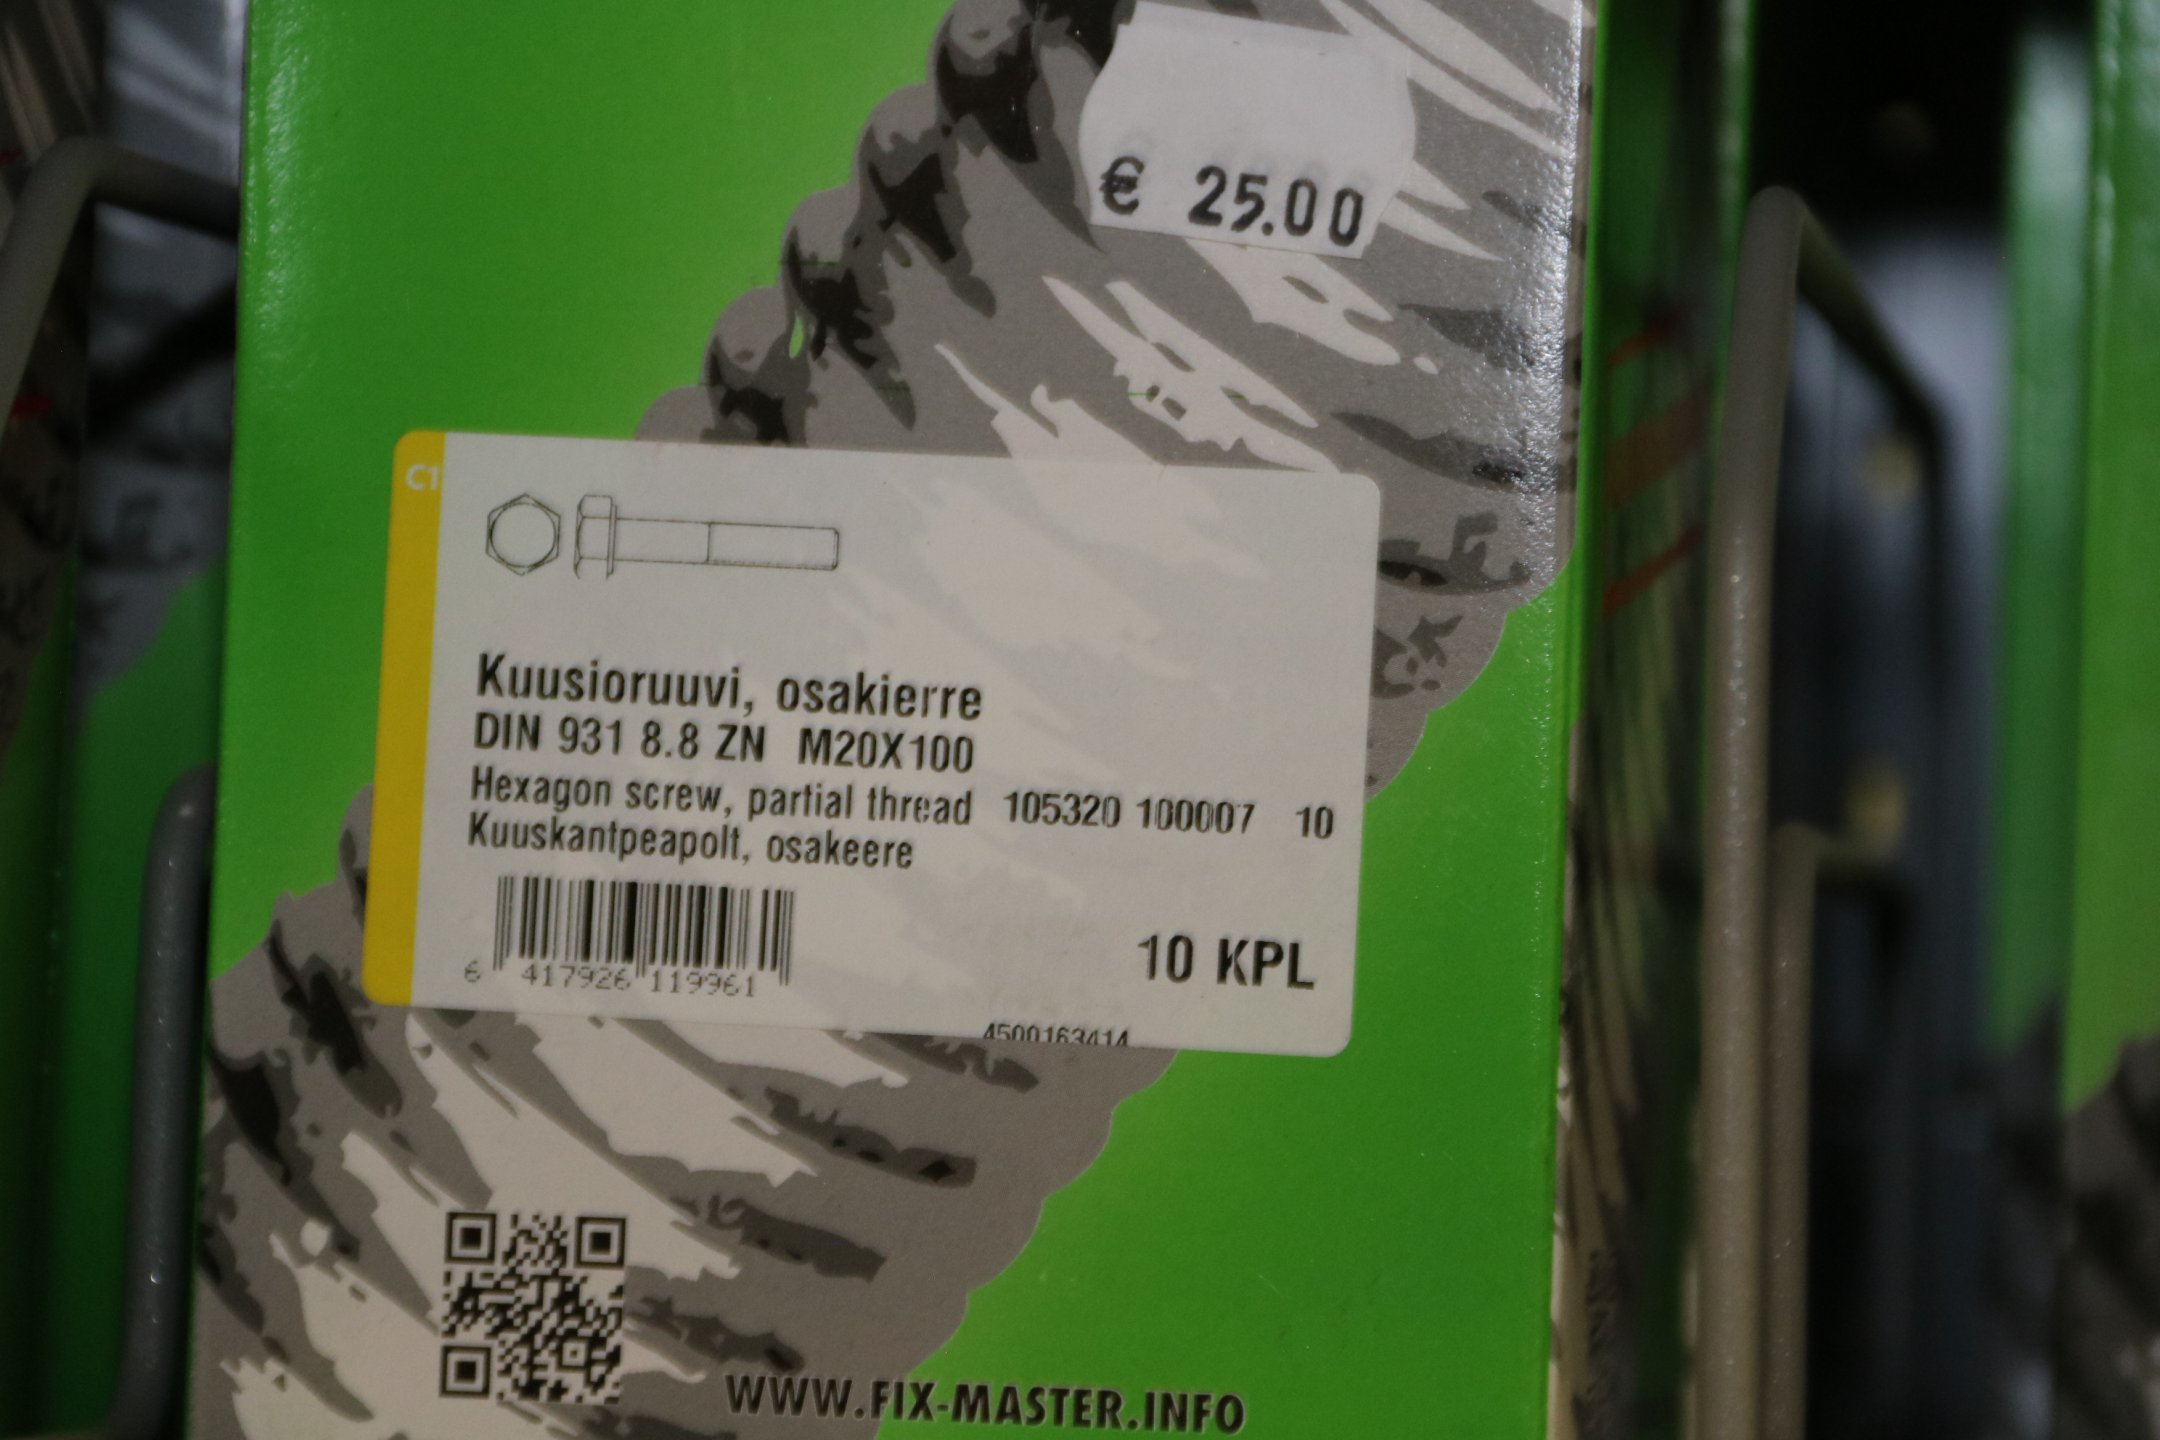 € 25.00
C1
Kuusioruuvi, osakierre
DIN 931 8.8 ZN M20X100
Hexagon screw, partial thread 105320 100007 10
Kuuskantpeapolt, osakeere
6 417926 119961
10 KPL
4500163414
WWW.FIX-MASTER.INFO